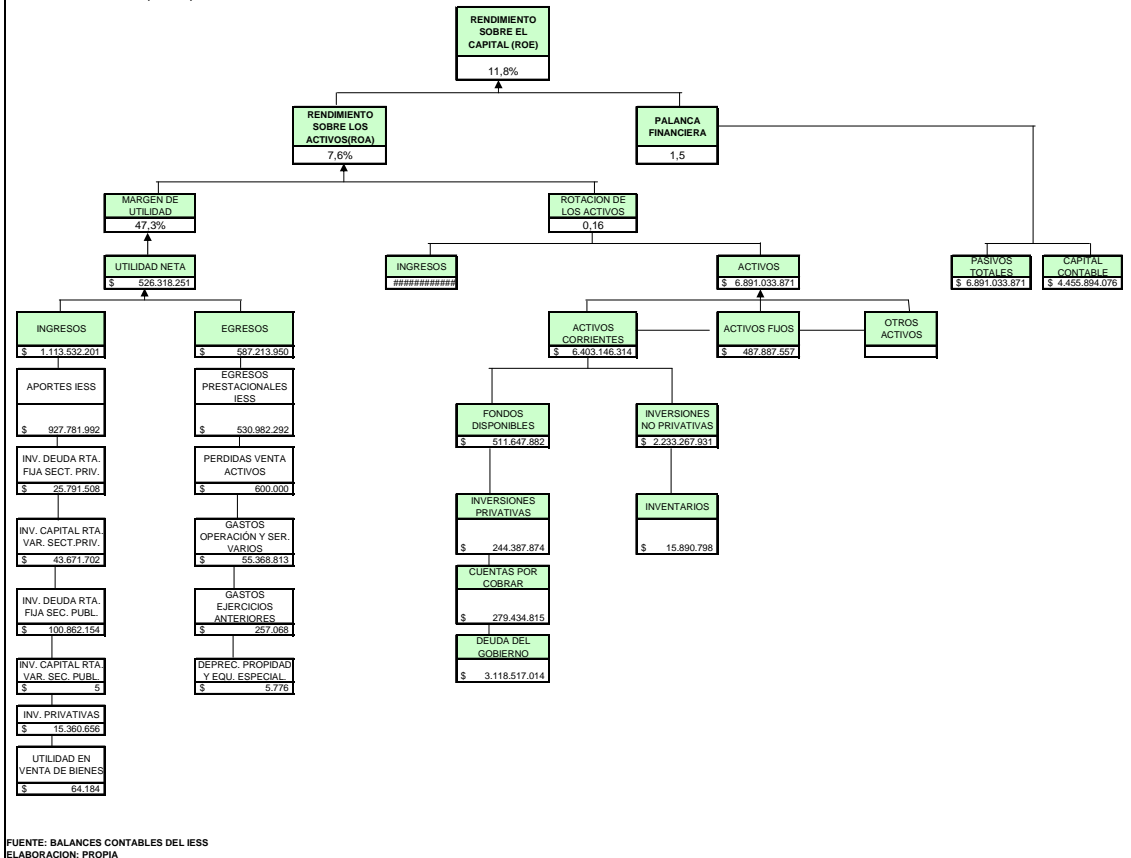 RENDIMIENTO
SOBRE EL
CAPITAL (ROE)
11,8%
RENDIMIENTO
SOBRE LOS
ACTIVOS(ROA)
7,6%
PALANCA
FINANCIERA
1,5
MARGEN DE
UTILIDAD
47,3%
ROTACION DE
LOS ACTIVOS
0,16
UTILIDAD NETA
$ 526.318.251
INGRESOS
############
ACTIVOS
$ 6.891.033.871
PASIVOS
TOTALES
$ 6.891.033.871
CAPITAL
CONTABLE
$ 4.455.894.076
INGRESOS
$ 1.113.532.201
EGRESOS
$ 587.213.950
ACTIVOS
CORRIENTES
$ 6.403.146.314
ACTIVOS FIJOS
$ 487.887.557
OTROS
ACTIVOS
APORTES IESS
$ 927.781.992
EGRESOS
PRESTACIONALES
IESS
$ 530.982.292
FONDOS
DISPONIBLES
$ 511.647.882
INVERSIONES
NO PRIVATIVAS
$ 2.233.267.931
INV. DEUDA RTA.
FIJA SECT. PRIV.
$ 25.791.508
PERDIDAS VENTA
ACTIVOS
$ 600.000
INVERSIONES
PRIVATIVAS
$ 244.387.874
INVENTARIOS
$ 15.890.798
INV. CAPITAL RTA.
VAR. SECT.PRIV.
$ 43.671.702
GASTOS
OPERACIÓN Y SER.
VARIOS
$ 55.368.813
CUENTAS POR
COBRAR
$ 279.434.815
INV. DEUDA RTA.
FIJA SEC. PUBL.
$ 100.862.154
GASTOS
EJERCICIOS
ANTERIORES
$ 257.068
DEUDA DEL
GOBIERNO
$ 3.118.517.014
INV. CAPITAL RTA.
VAR. SEC. PUBL.
$ 5
DEPREC. PROPIDAD
Y EQU. ESPECIAL.
$ 5.776
INV. PRIVATIVAS
$ 15.360.656
UTILIDAD EN
VENTA DE BIENES
$ 64.184
FUENTE: BALANCES CONTABLES DEL IESS
ELABORACION: PROPIA